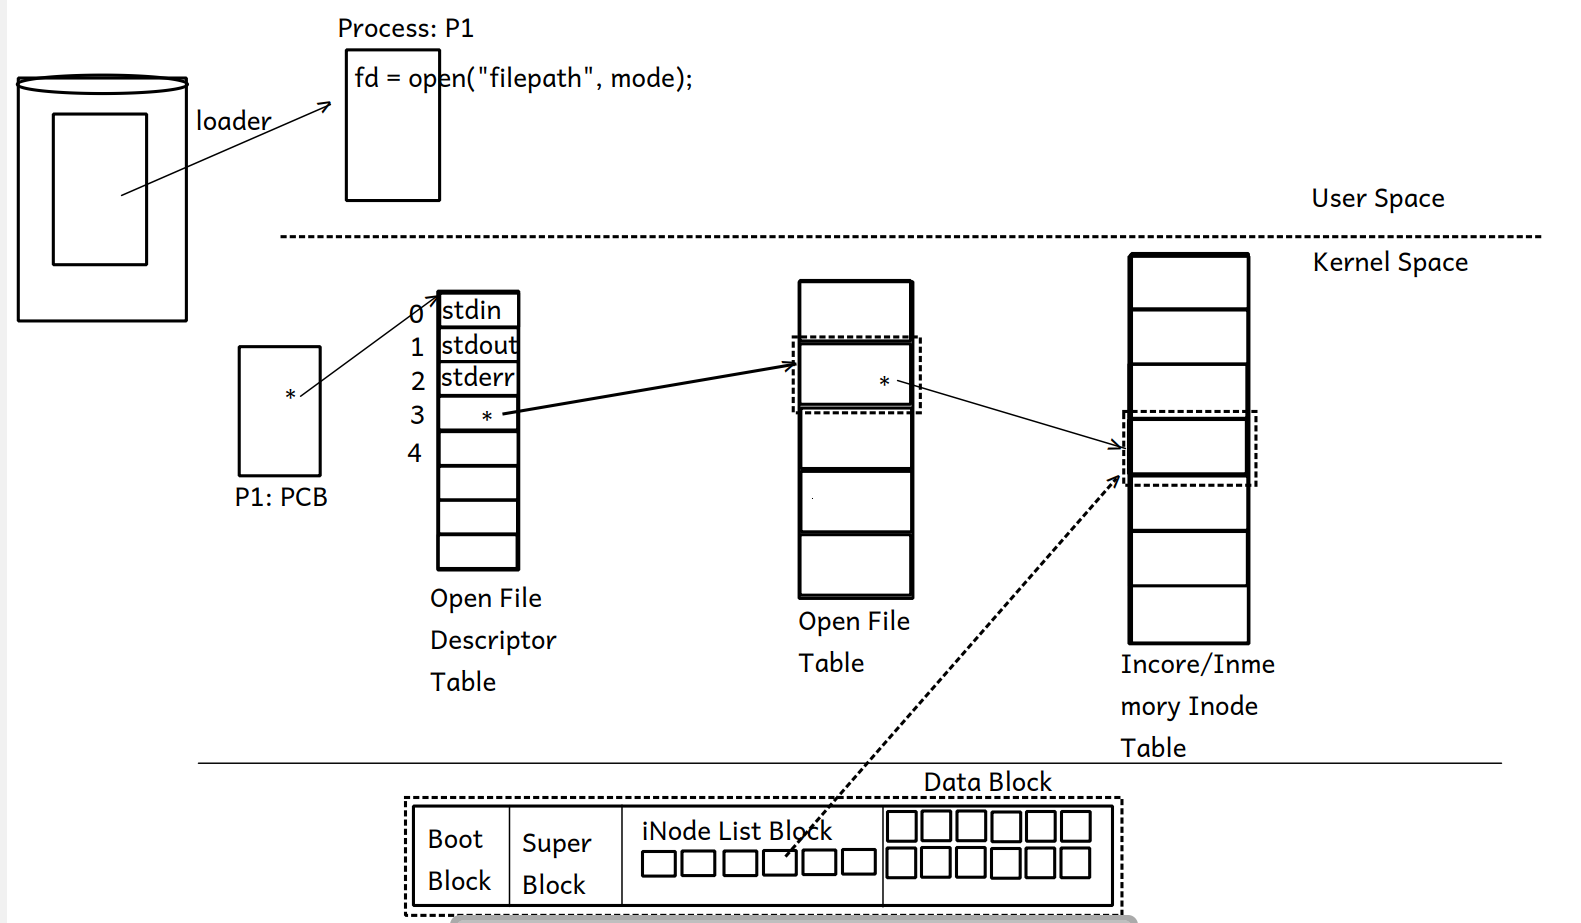 Process: P1
fd = open("filepath", mode);
loader
User Space
Kernel Space
0 stdin
1 stdout
2 stderr
3 *
4
*
P1: PCB
*
Open File
Descriptor
Table
Open File
Table
Incore/Inme
mory Inode
Table
Data Block
Boot
Block
Super
Block
iNode List Block